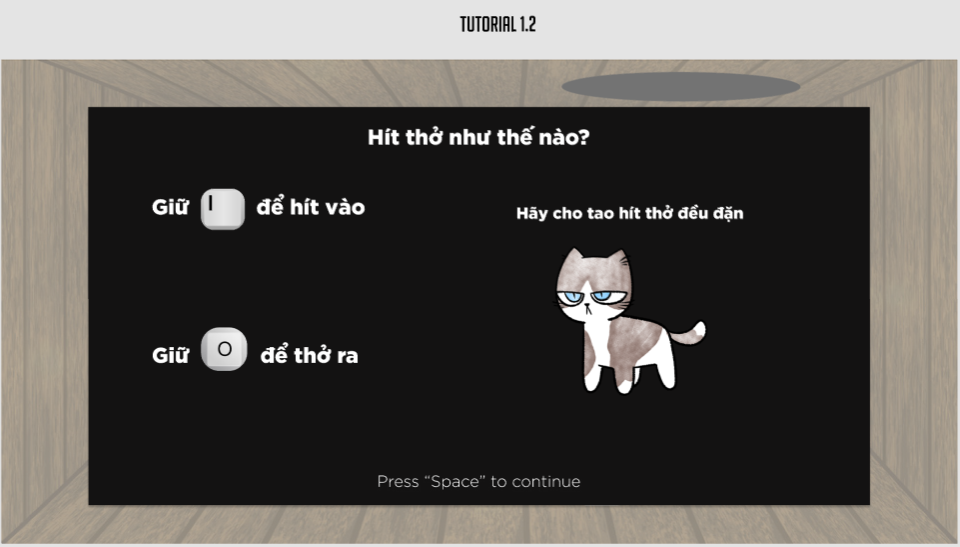 TUTORIAL 1.2
Hít thở như thế nào?
Giữ I để hít vào
Hãy cho tao hít thở đều đặn
Giữ O để thở ra
Press “Space” to continue